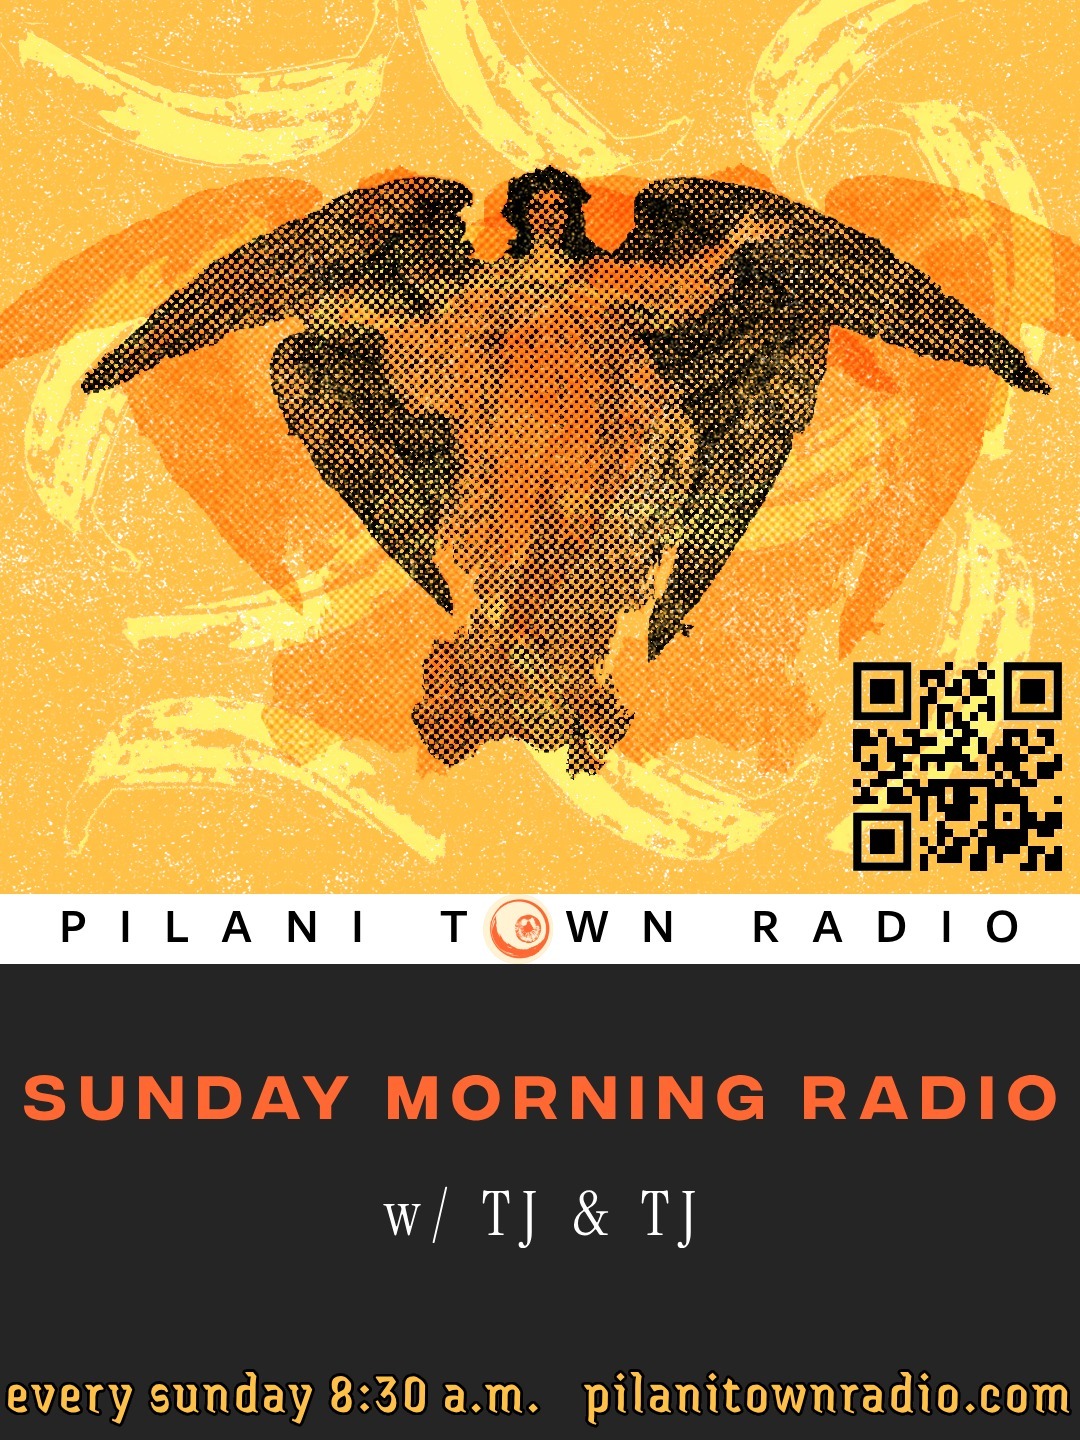 PILANI TOWN RADIO
SUNDAY MORNING RADIO
w/ TJ & TJ
every sunday 8:30 a.m. pilanitownradio.com